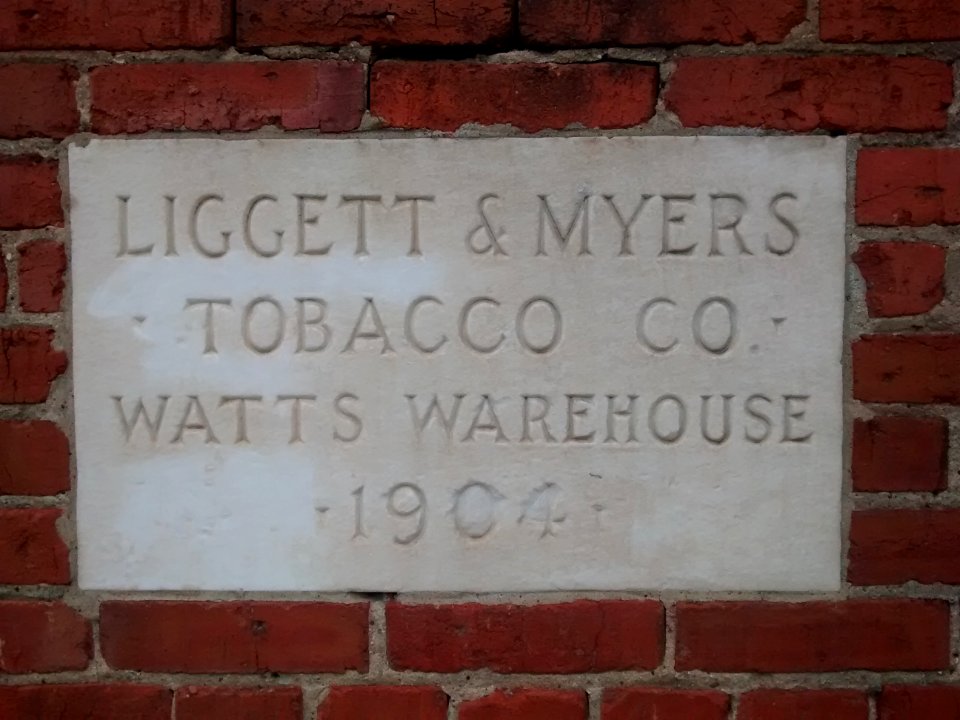 LIGGETT & MYERS
· TOBACCO CO. ·
WATTS WAREHOUSE
· 1904 ·